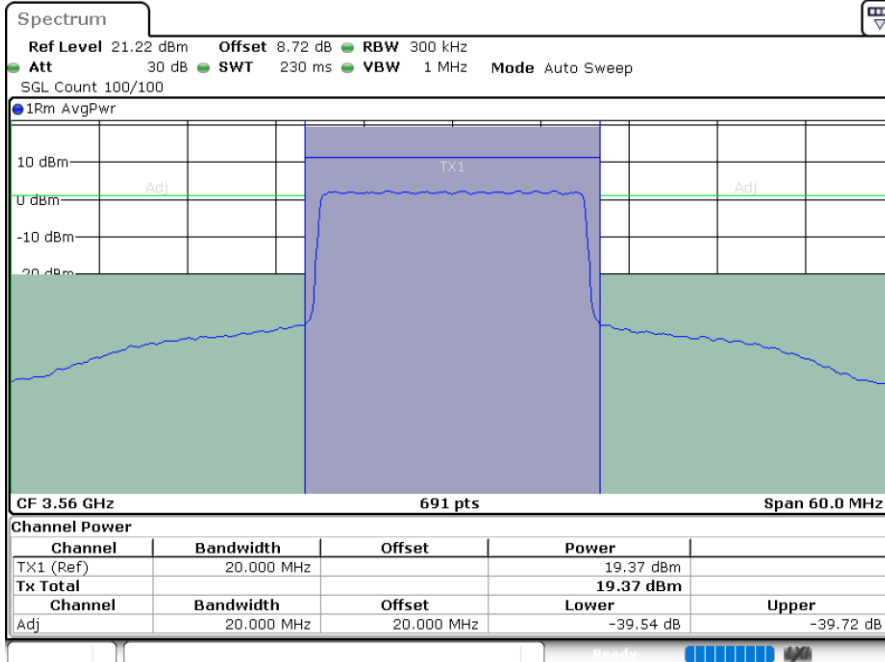 Spectrum
Ref Level 21.22 dBm Offset 8.72 dB RBW 300 kHz
Att 30 dB SWT 230 ms VBW 1 MHz Mode Auto Sweep
SGL Count 100/100
1Rm AvgPwr
10 dBm
TX1
Adj Adj
0 dBm
-10 dBm
-20 dBm
CF 3.56 GHz 691 pts Span 60.0 MHz
Channel Power
Channel Bandwidth Offset Power
TX1 (Ref) 20.000 MHz 19.37 dBm
Tx Total 19.37 dBm
Channel Bandwidth Offset Lower Upper
Adj 20.000 MHz 20.000 MHz -39.54 dB -39.72 dB
Ready